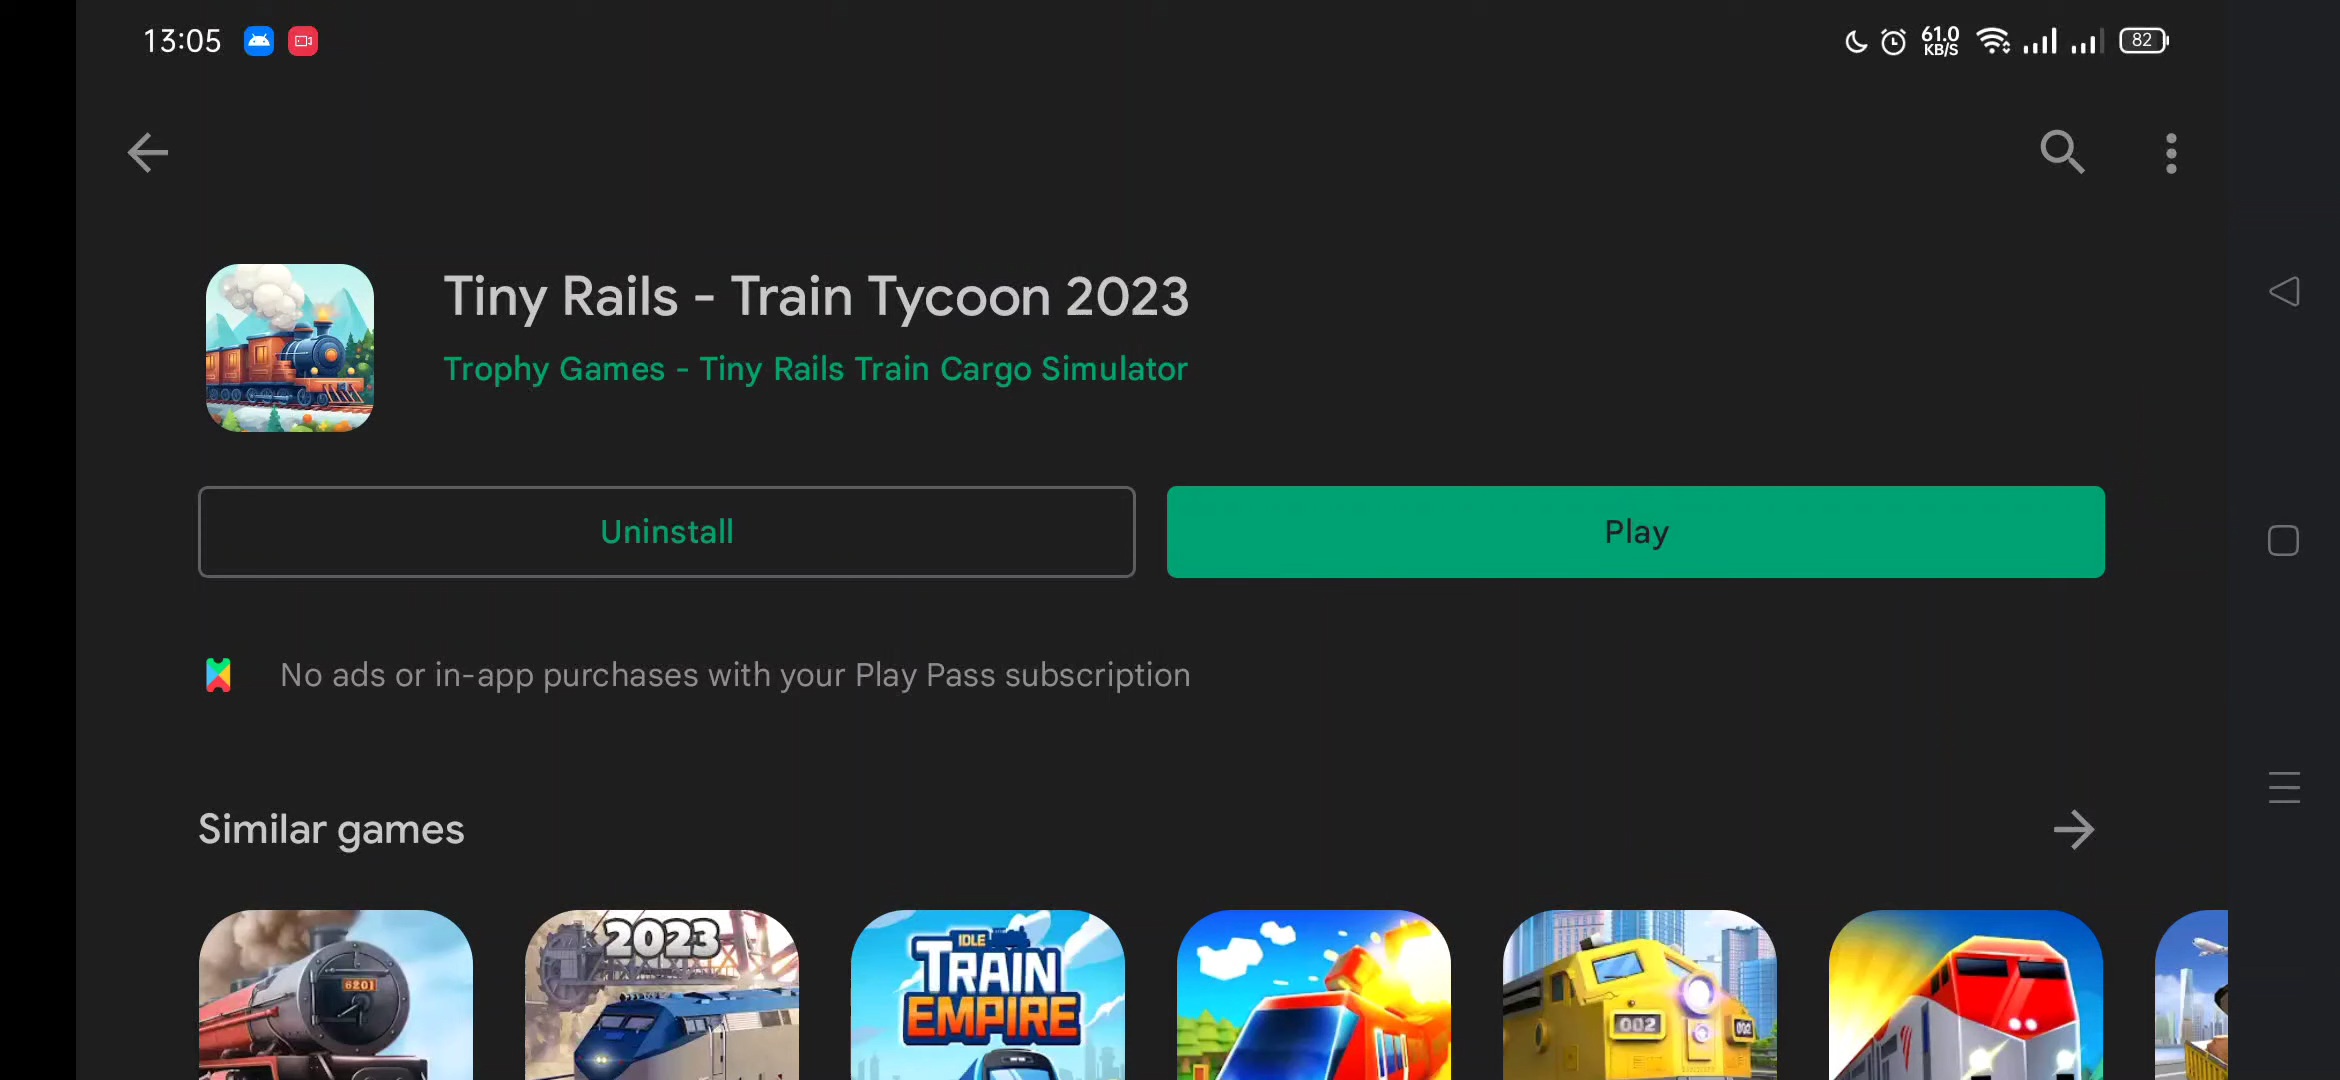 13:05
61.0
KB/S
82
Tiny Rails - Train Tycoon 2023
Trophy Games - Tiny Rails Train Cargo Simulator
Uninstall
Play
No ads or in-app purchases with your Play Pass subscription
Similar games
6201
2023
IDLE
TRAIN
EMPIRE
002
002